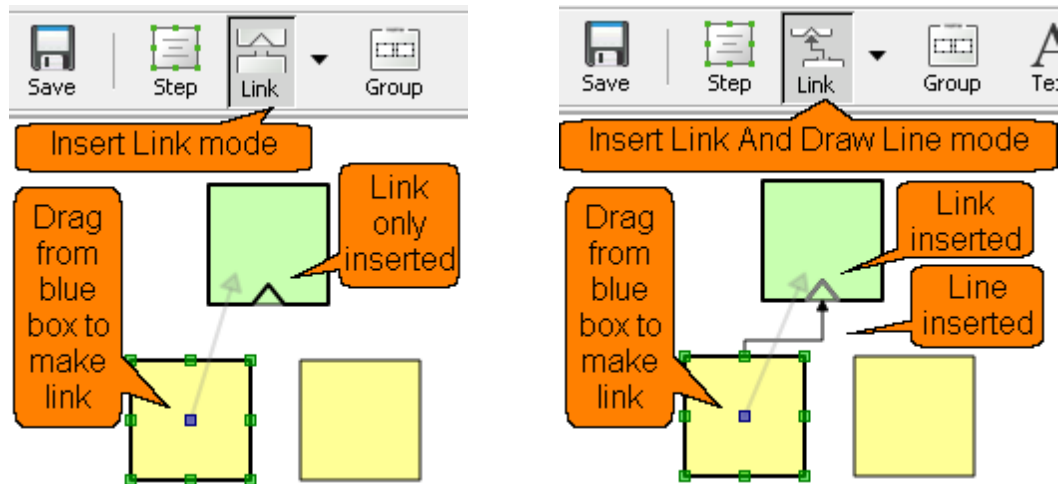 Save
Step
Link
Group
Insert Link mode
Link
only
inserted
Drag
from
blue
box to
make
link
Save
Step
Link
Group
Insert Link And Draw Line mode
Link
inserted
Line
inserted
Drag
from
blue
box to
make
link